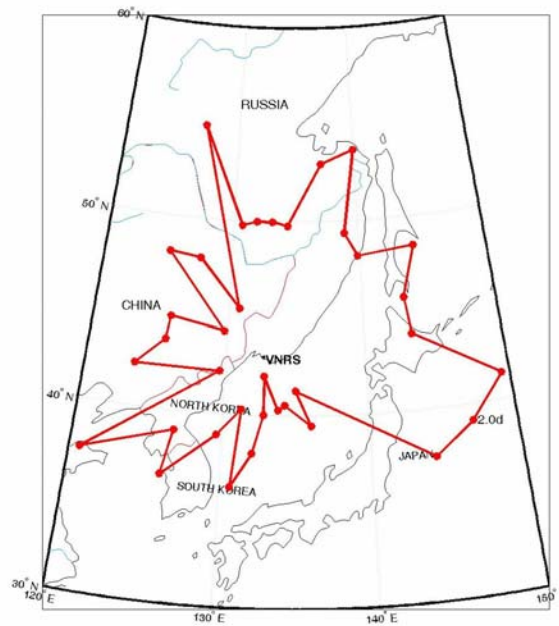 60°N
RUSSIA
50°N
CHINA
VNRS
40°N
NORTH KOREA
2.0d
JAPAN
SOUTH KOREA
30°N
120°E
130°E
140°E
150°